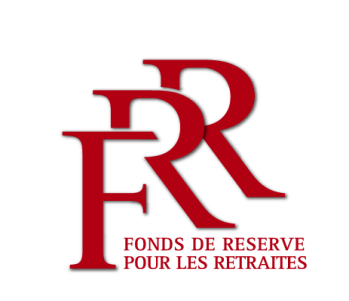 FRR
FONDS DE RESERVE
POUR LES RETRAITES